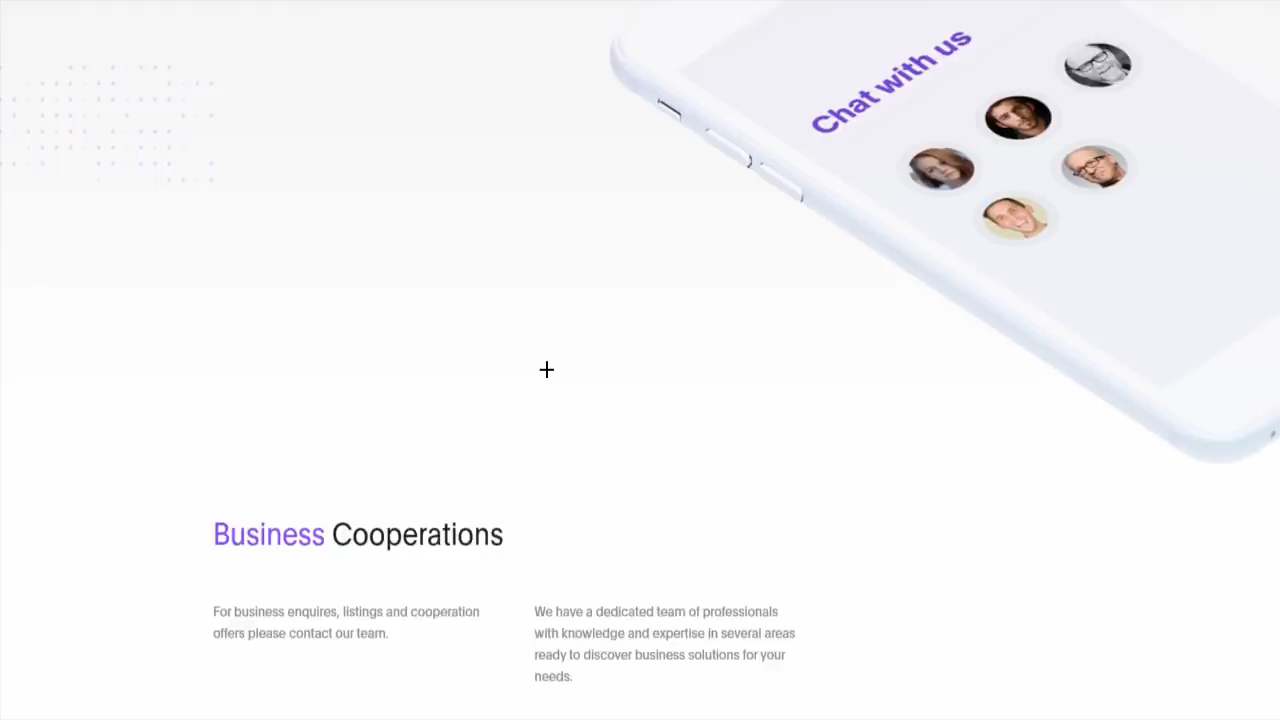 Chat with us
Business Cooperations
For business enquires, listings and cooperation
offers please contact our team.
We have a dedicated team of professionals
with knowledge and expertise in several areas
ready to discover business solutions for your
needs.